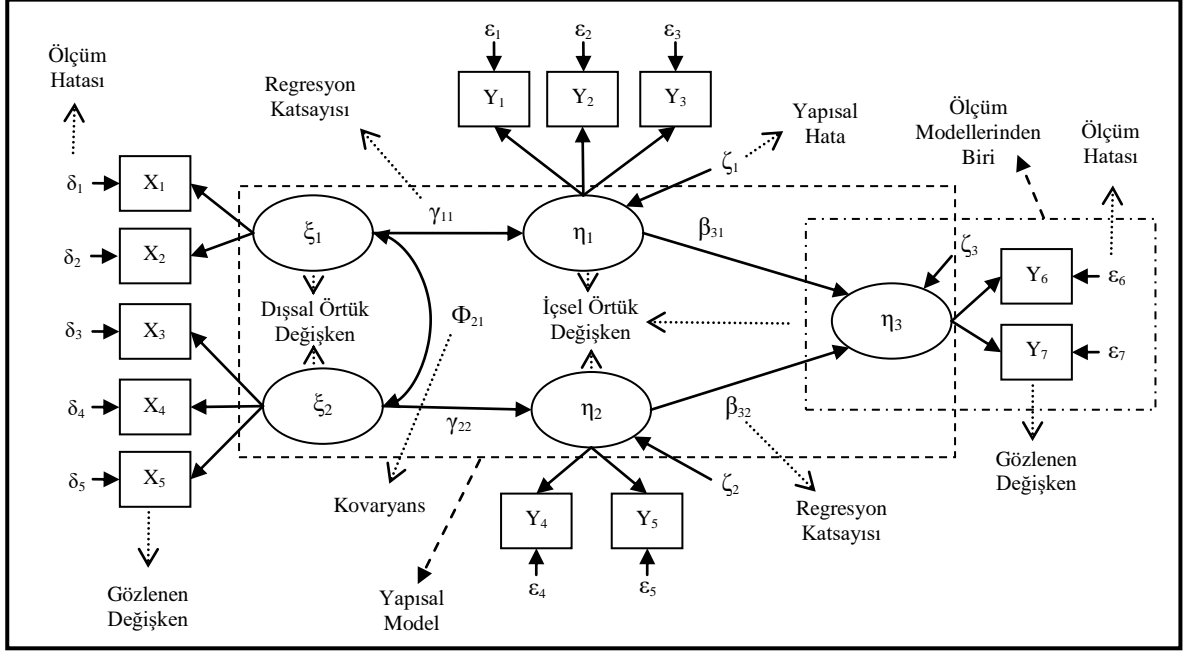 ε1
ε2
ε3
Ölçüm
Hatası
Regresyon
Katsayısı
Y1
Y2
Y3
Yapısal
Hata
Ölçüm
Modellerinden
Biri
Ölçüm
Hatası
δ1
X1
ζ1
γ11
β31
ξ1
η1
δ2
X2
ζ3
Y6
ε6
Dışsal Örtük
Değişken
Φ21
İçsel Örtük
Değişken
δ3
X3
η3
Y7
ε7
δ4
X4
ξ2
γ22
η2
β32
δ5
X5
ζ2
Gözlenen
Değişken
Kovaryans
Y4
Y5
Regresyon
Katsayısı
ε4
ε5
Gözlenen
Değişken
Yapısal
Model